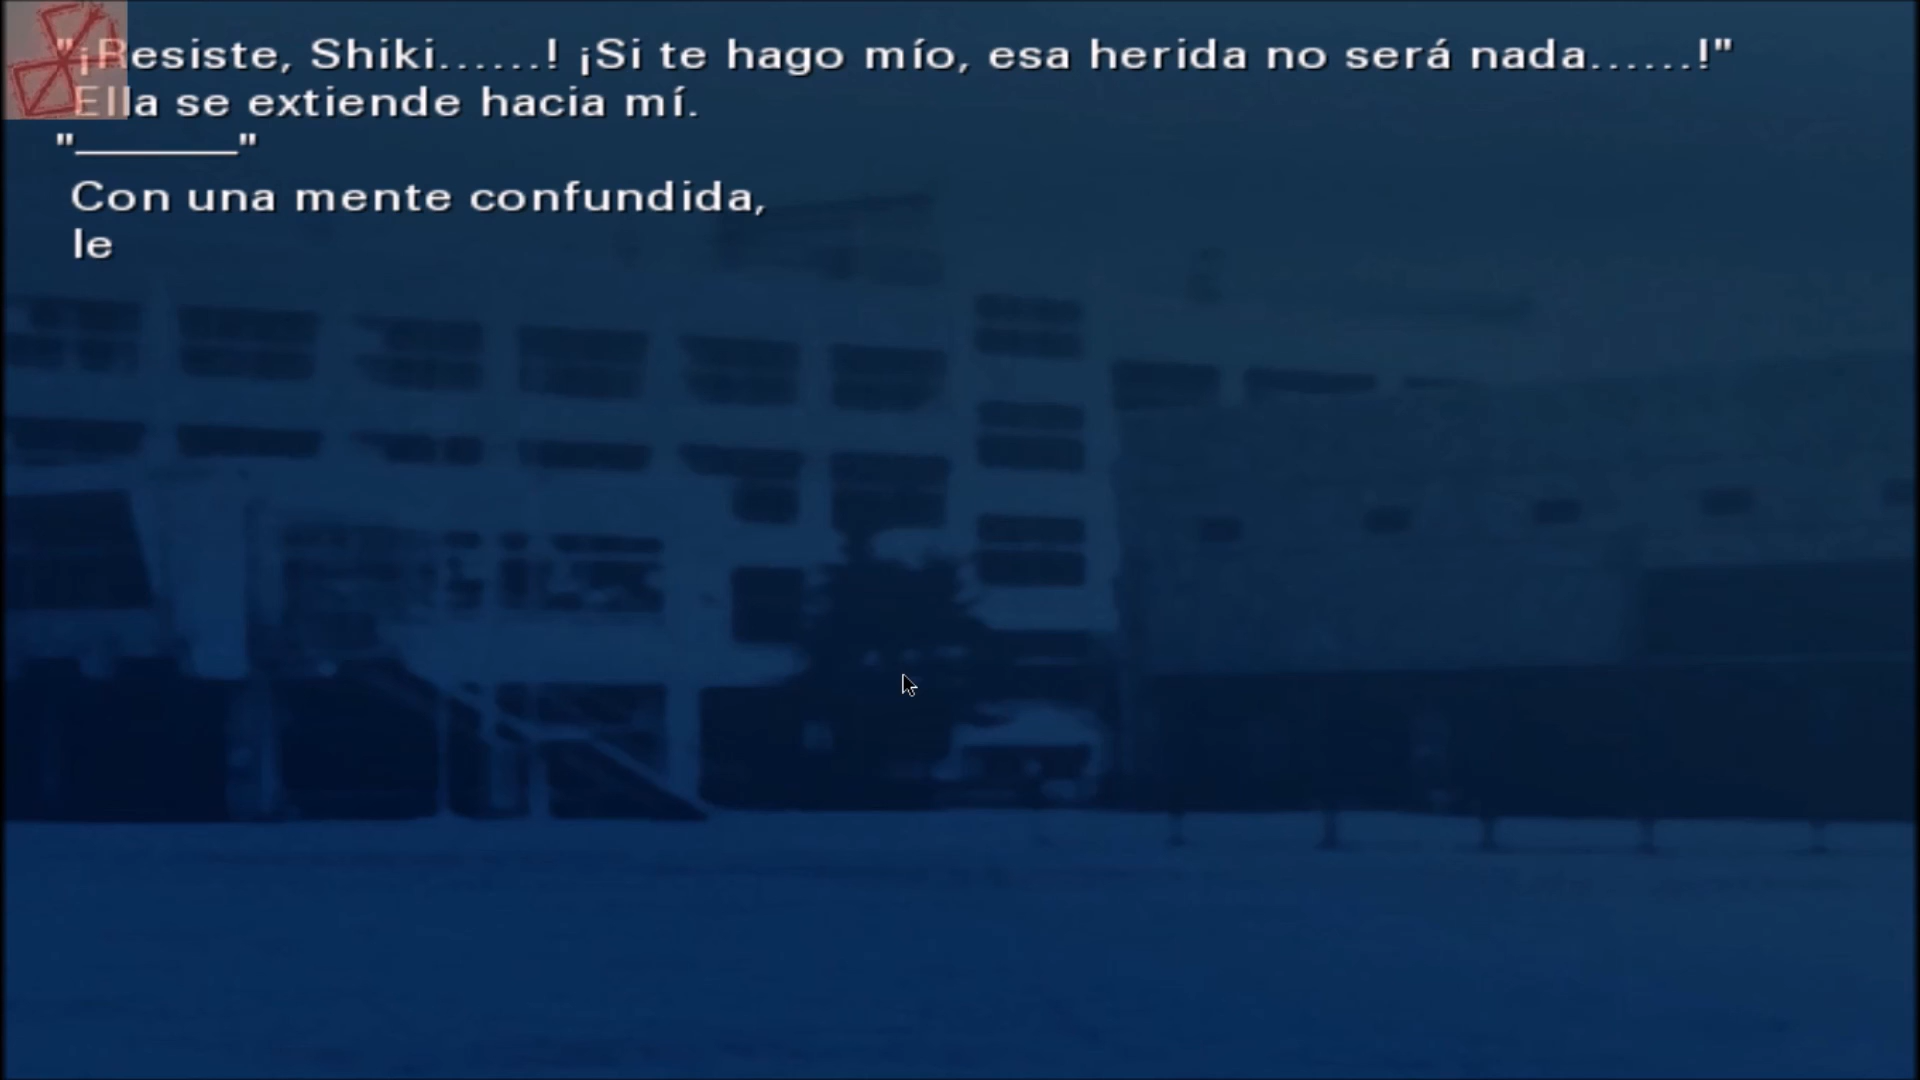 "¡Resiste, Shiki......! ¡Si te hago mío, esa herida no será nada......!"
Ella se extiende hacia mí.
"________"
Con una mente confundida,
le